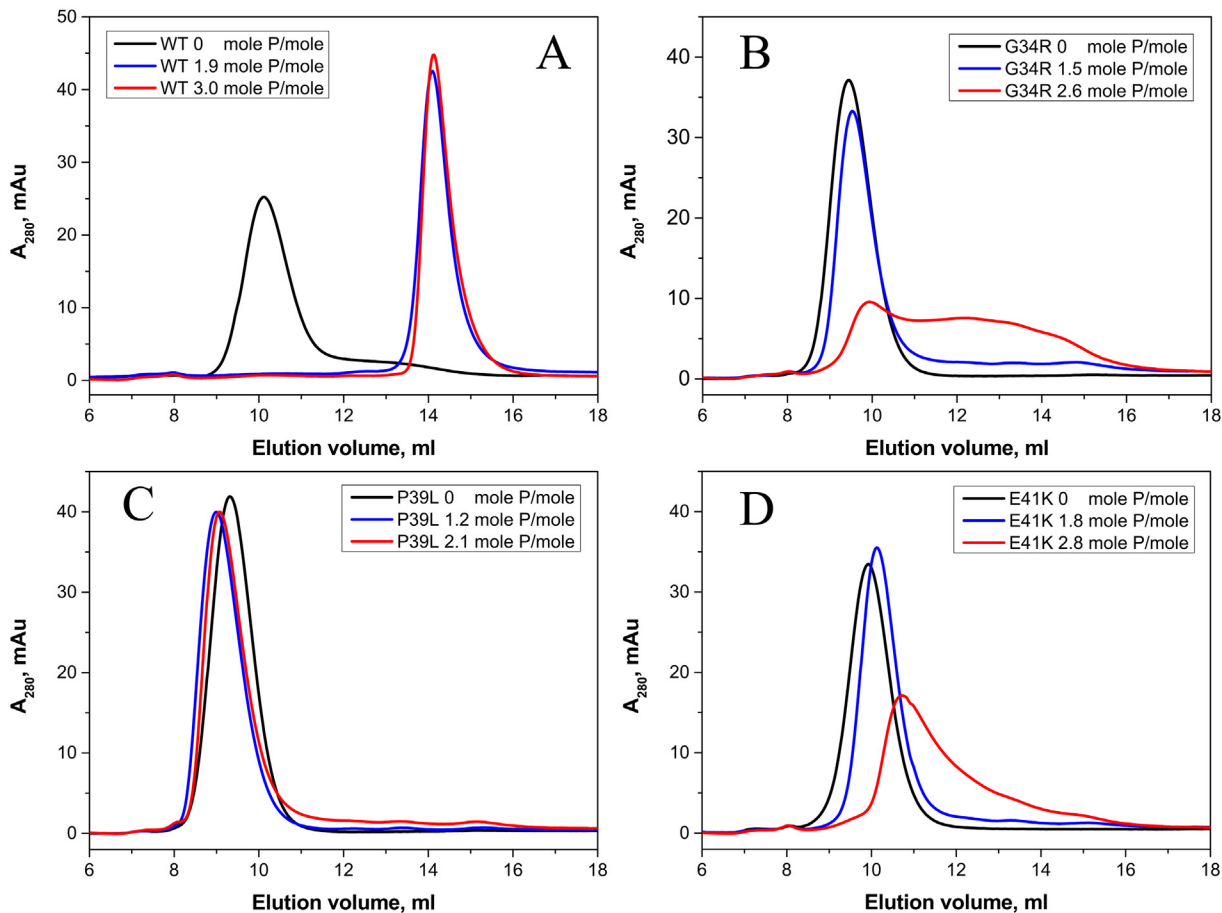 A
WT 0 mole P/mole
WT 1.9 mole P/mole
WT 3.0 mole P/mole
A280, mAu
50
40
30
20
10
0
6 8 10 12 14 16 18
Elution volume, ml
B
G34R 0 mole P/mole
G34R 1.5 mole P/mole
G34R 2.6 mole P/mole
A280, mAu
40
30
20
10
0
6 8 10 12 14 16 18
Elution volume, ml
C
P39L 0 mole P/mole
P39L 1.2 mole P/mole
P39L 2.1 mole P/mole
A280, mAu
40
30
20
10
0
6 8 10 12 14 16 18
Elution volume, ml
D
E41K 0 mole P/mole
E41K 1.8 mole P/mole
E41K 2.8 mole P/mole
A280, mAu
40
30
20
10
0
6 8 10 12 14 16 18
Elution volume, ml